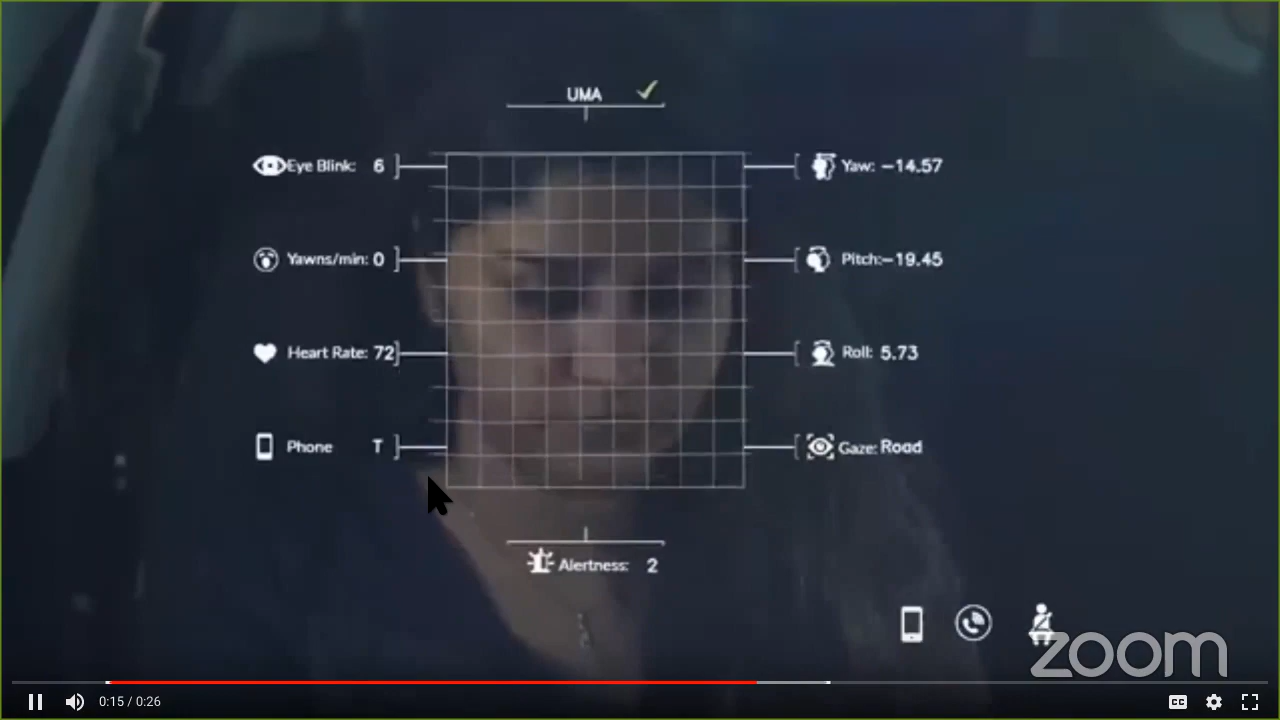 UMA
Eye Blink: 6
Yaw: -14.57
Yawns/min: 0
Pitch:-19.45
Heart Rate: 72
Roll: 5.73
Phone T
Gaze: Road
Alertness: 2
zoom
0:15 / 0:26
CC